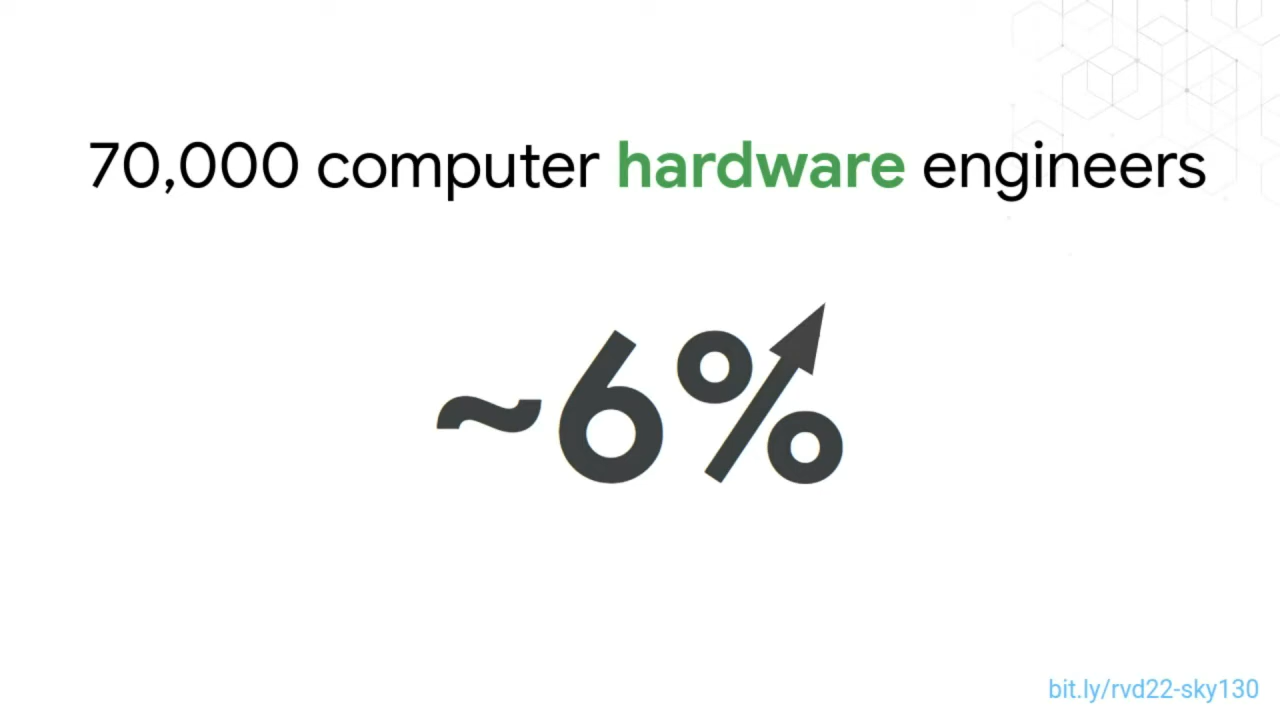 70,000 computer hardware engineers
~6%
bit.ly/rvd22-sky130